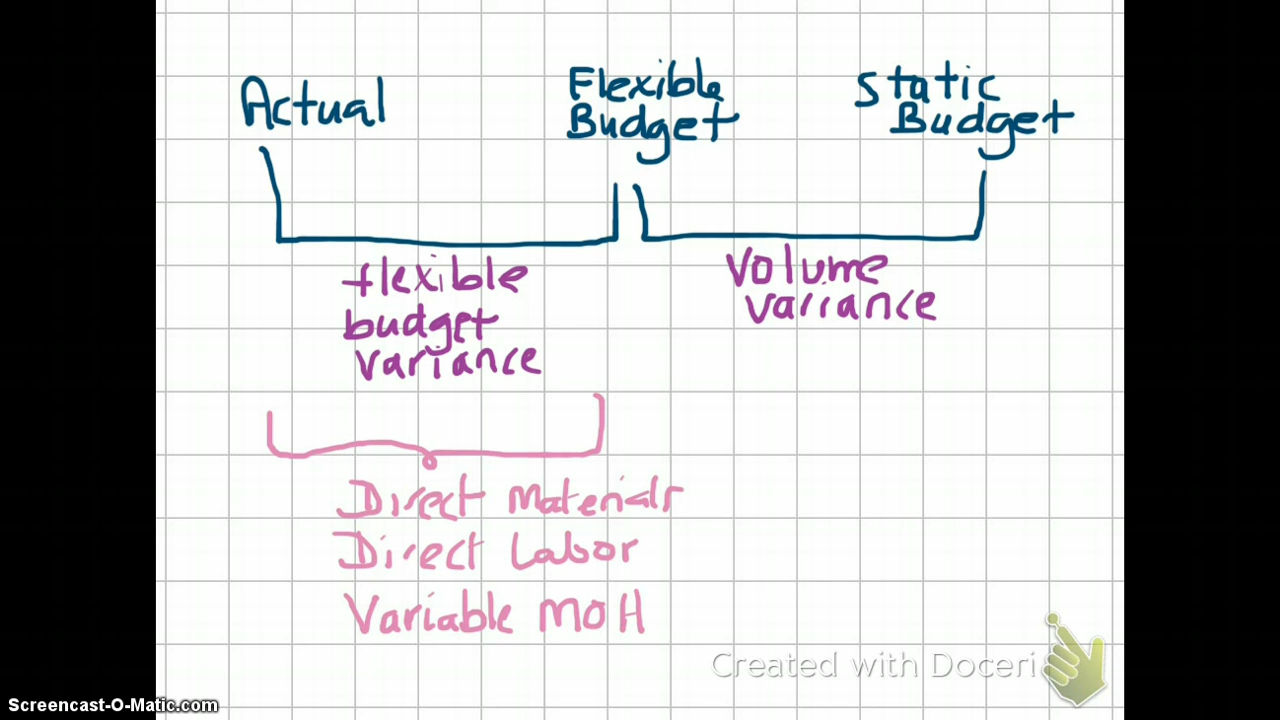 Actual
Flexible
Budget
Static
Budget
flexible
budget
variance
Volume
variance
Direct Materials
Direct Labor
Variable MOH
Created with Doceri
Screencast-O-Matic.com